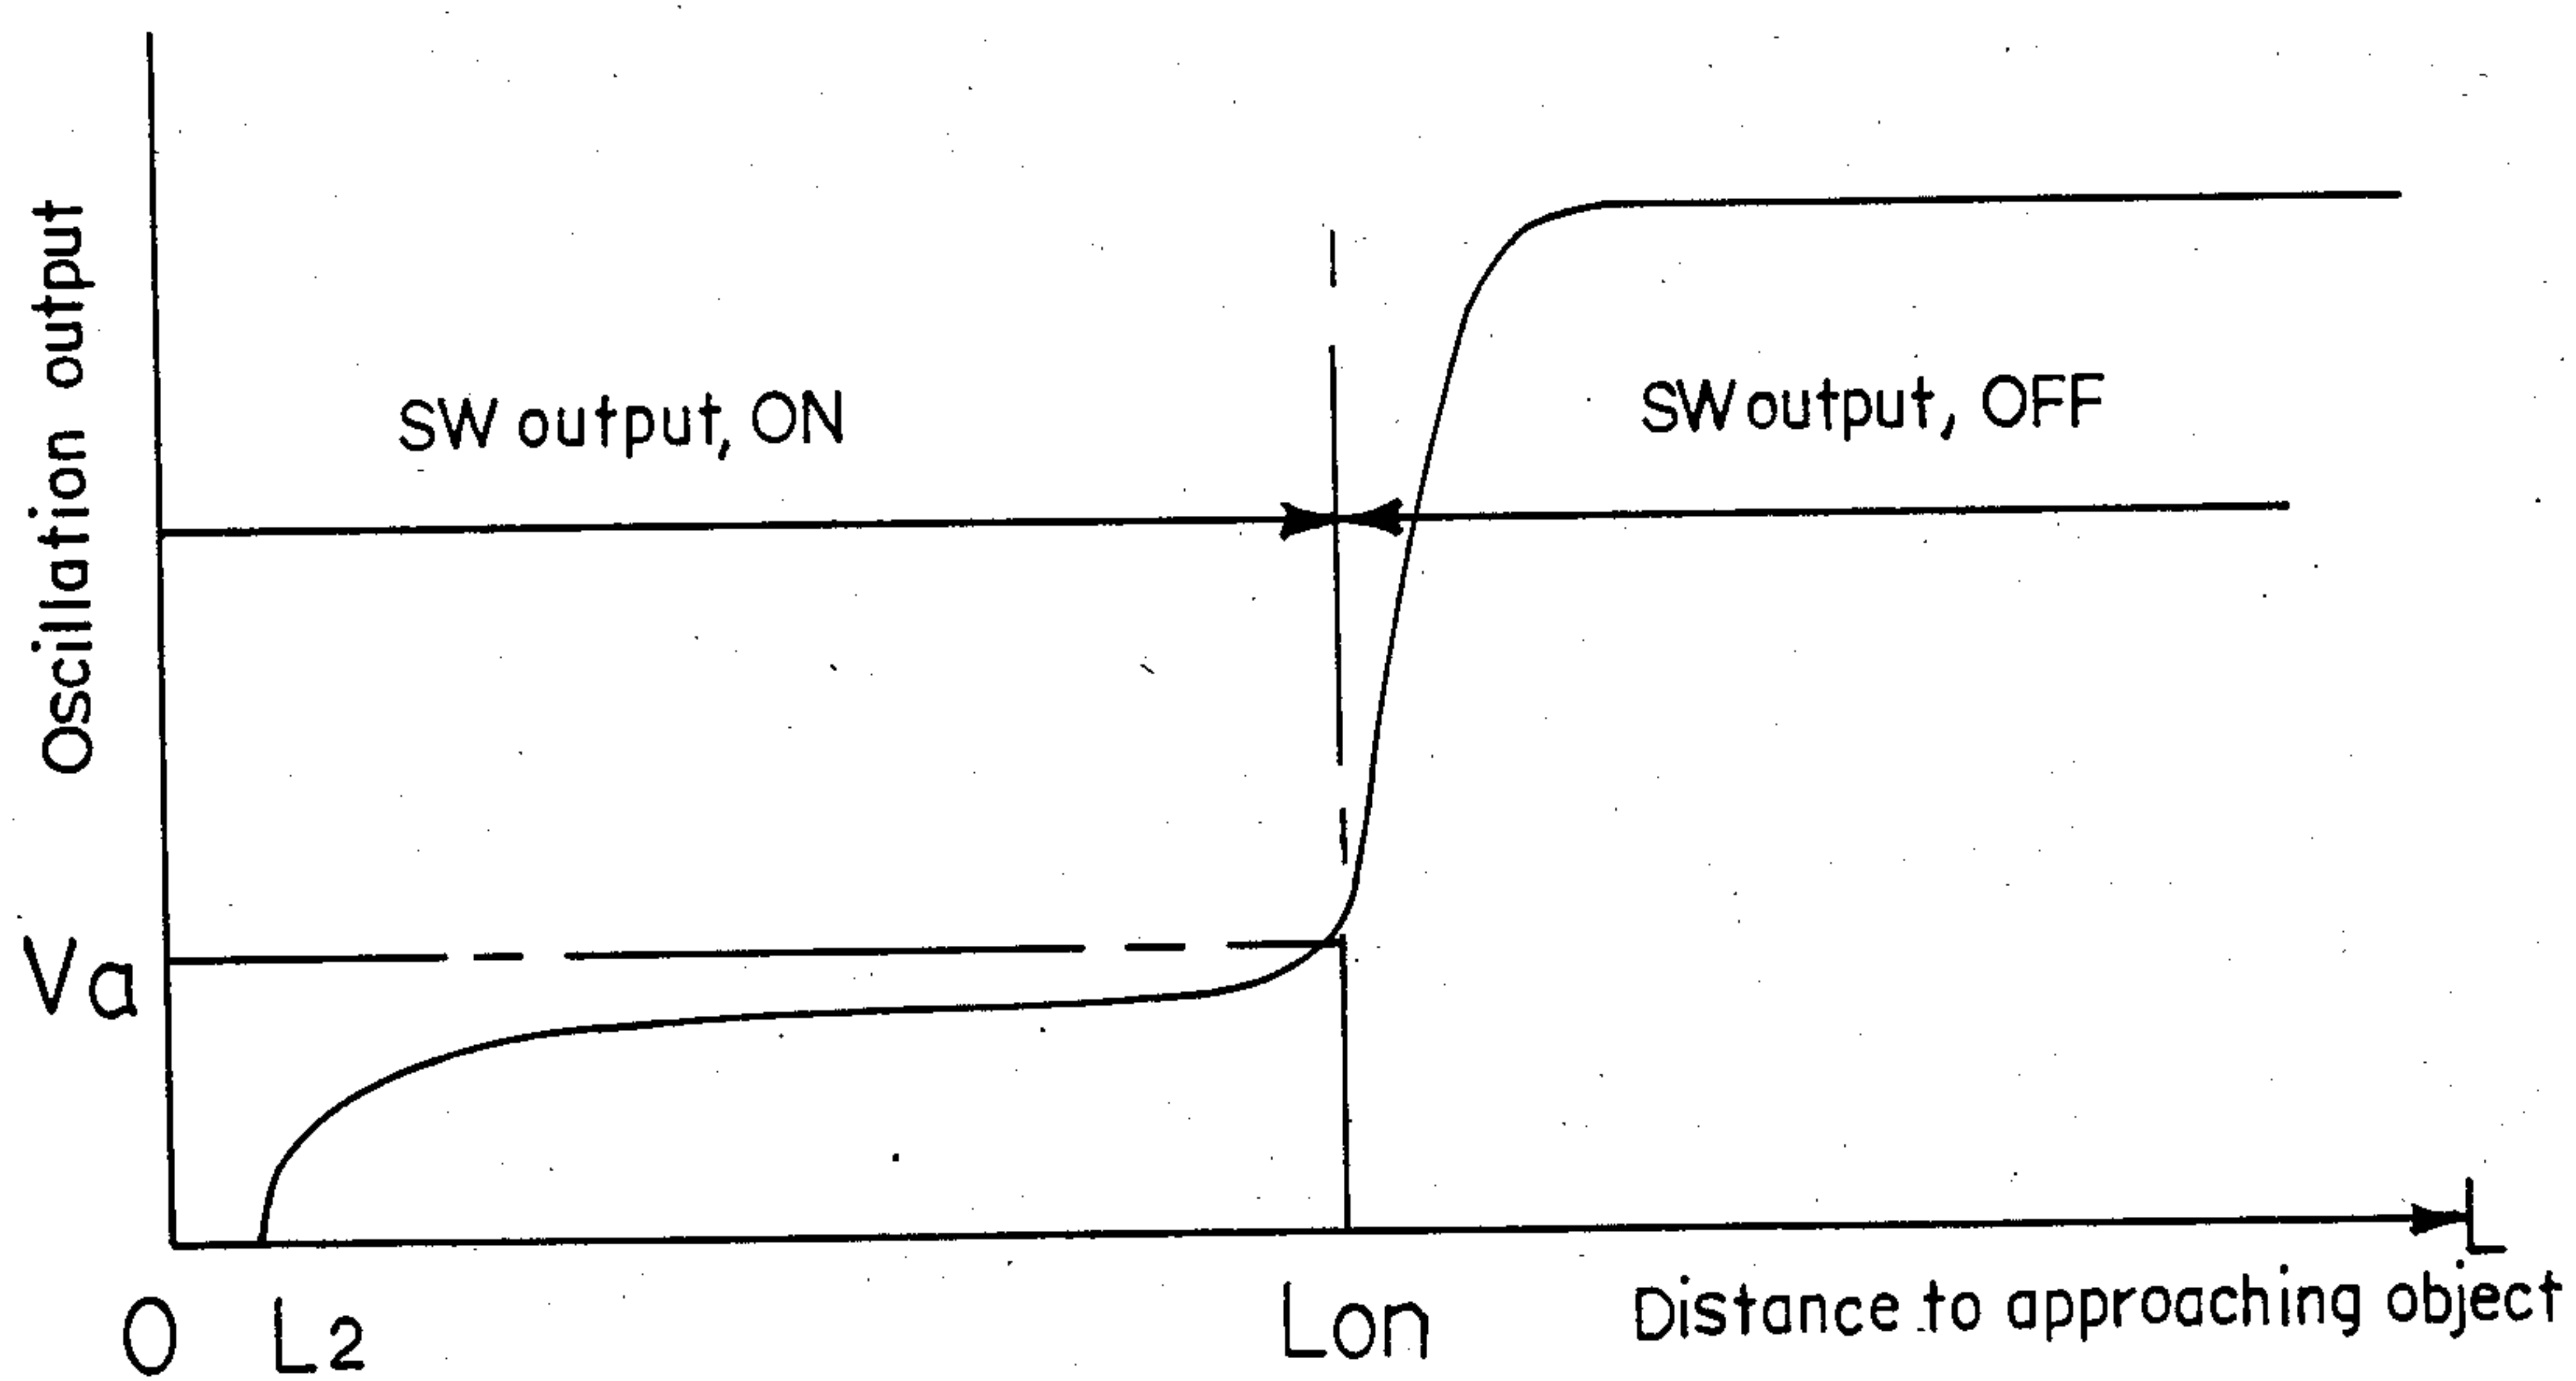 Oscillation output
SW output, ON
SW output, OFF
Va
L
O
L2
Lon
Distance to approaching object